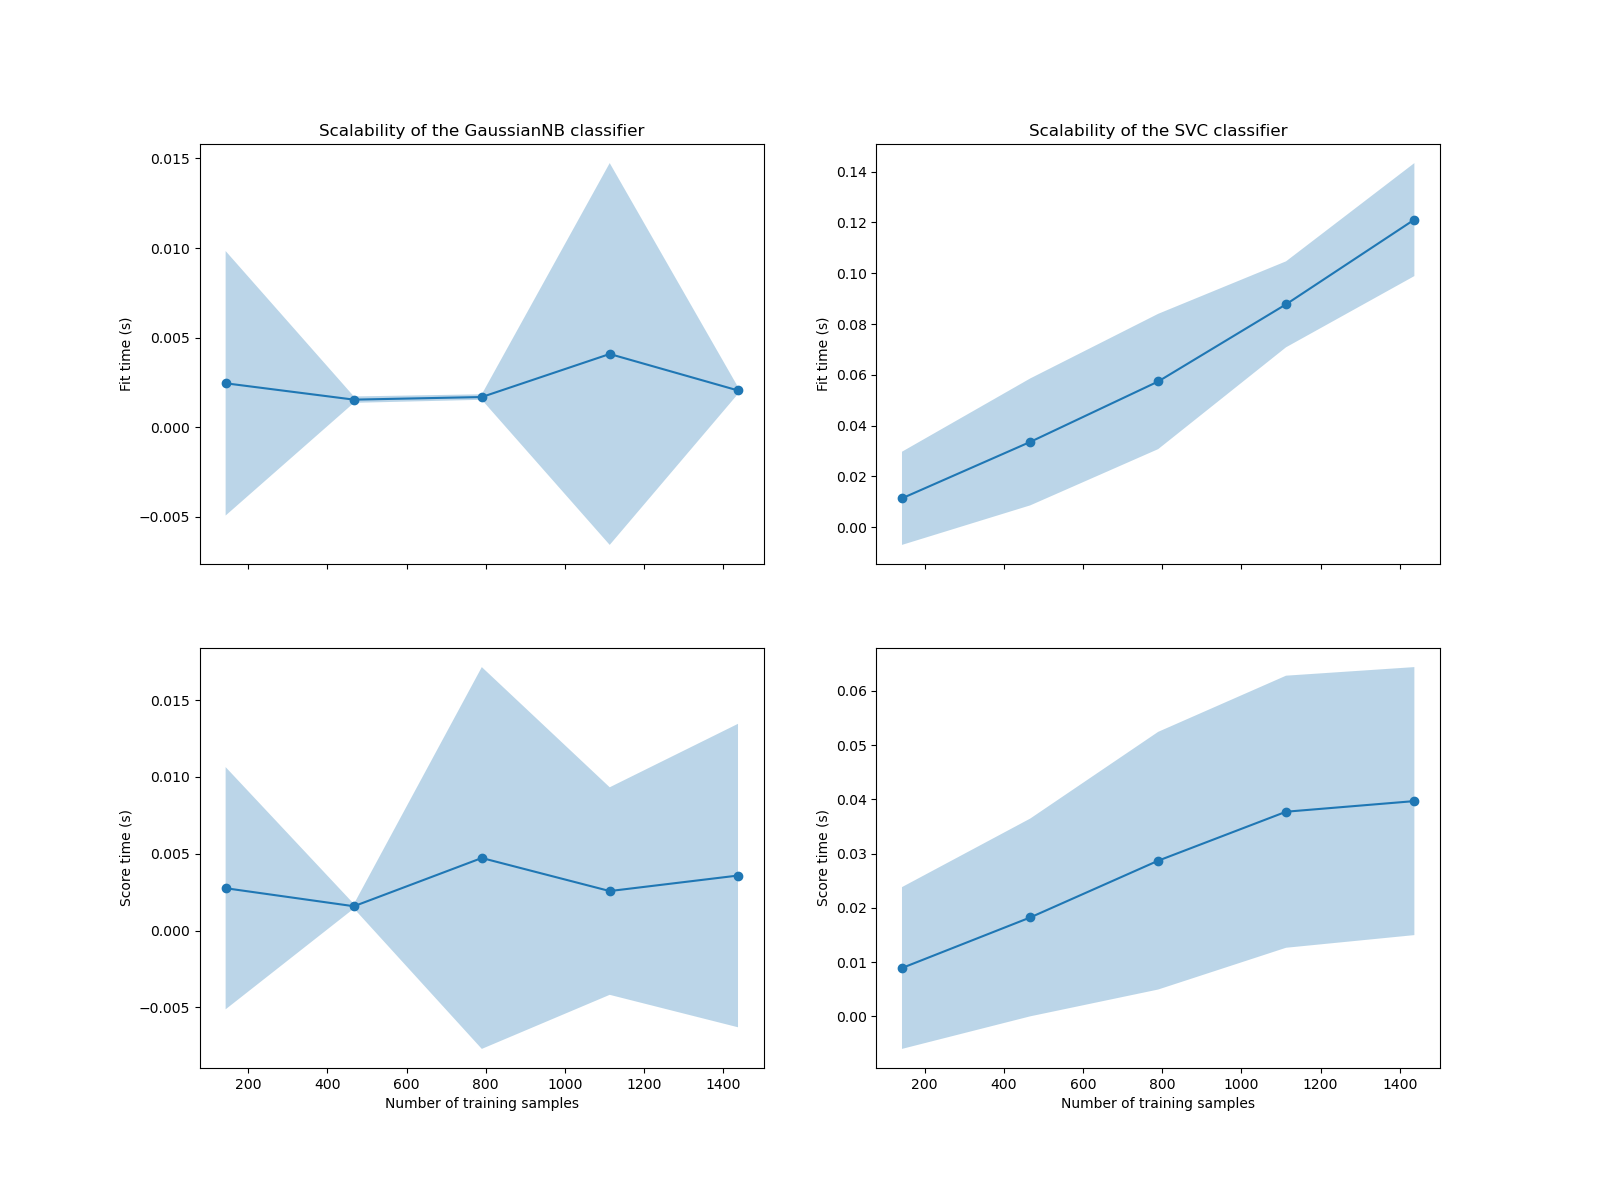 Scalability of the GaussianNB classifier
0.015
0.010
0.005
0.000
−0.005
Fit time (s)
Scalability of the SVC classifier
0.14
0.12
0.10
0.08
0.06
0.04
0.02
0.00
Fit time (s)
0.015
0.010
0.005
0.000
−0.005
Score time (s)
200 400 600 800 1000 1200 1400
Number of training samples
0.06
0.05
0.04
0.03
0.02
0.01
0.00
Score time (s)
200 400 600 800 1000 1200 1400
Number of training samples